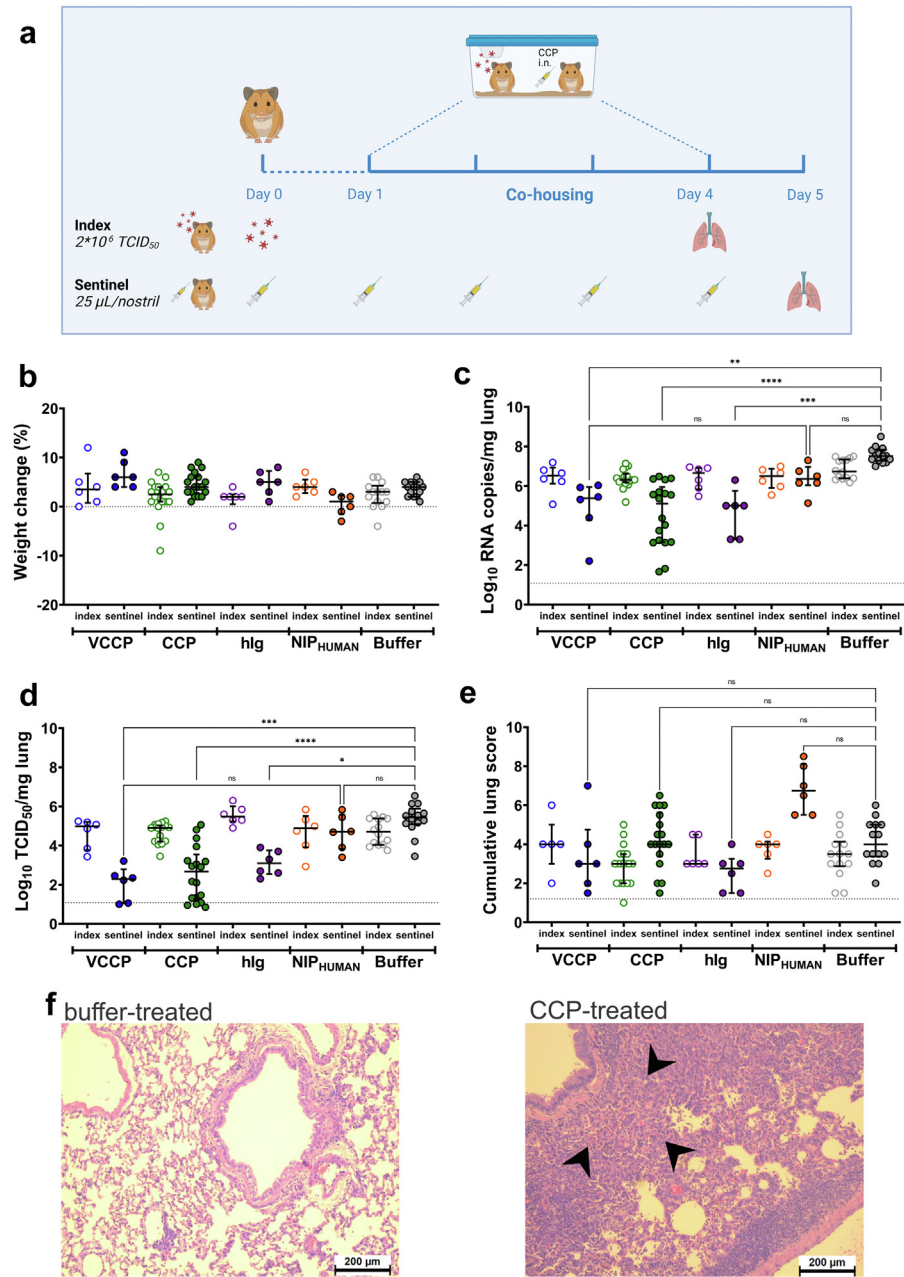 a
CCP
i.n.
Day 0
Day 1
Co-housing
Day 4
Day 5
Index
2*10⁶ TCID₅₀
Sentinel
25 µL/nostril
b
Weight change (%)
20
10
0
-10
-20
index sentinel index sentinel index sentinel index sentinel index sentinel
VCCP CCP hIg NIP_HUMAN Buffer
c
Log₁₀ RNA copies/mg lung
**
****
***
ns ns
10
8
6
4
2
0
index sentinel index sentinel index sentinel index sentinel index sentinel
VCCP CCP hIg NIP_HUMAN Buffer
d
Log₁₀ TCID₅₀/mg lung
***
****
*
ns ns
10
8
6
4
2
0
index sentinel index sentinel index sentinel index sentinel index sentinel
VCCP CCP hIg NIP_HUMAN Buffer
e
Cumulative lung score
ns
ns
ns
ns
10
8
6
4
2
0
index sentinel index sentinel index sentinel index sentinel index sentinel
VCCP CCP hIg NIP_HUMAN Buffer
f
buffer-treated
200 µm
CCP-treated
200 µm